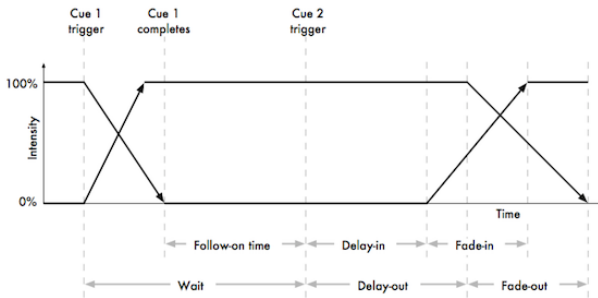 Cue 1
trigger
Cue 1
completes
Cue 2
trigger
100%
Intensity
0%
Time
Follow-on time
Delay-in
Fade-in
Wait
Delay-out
Fade-out